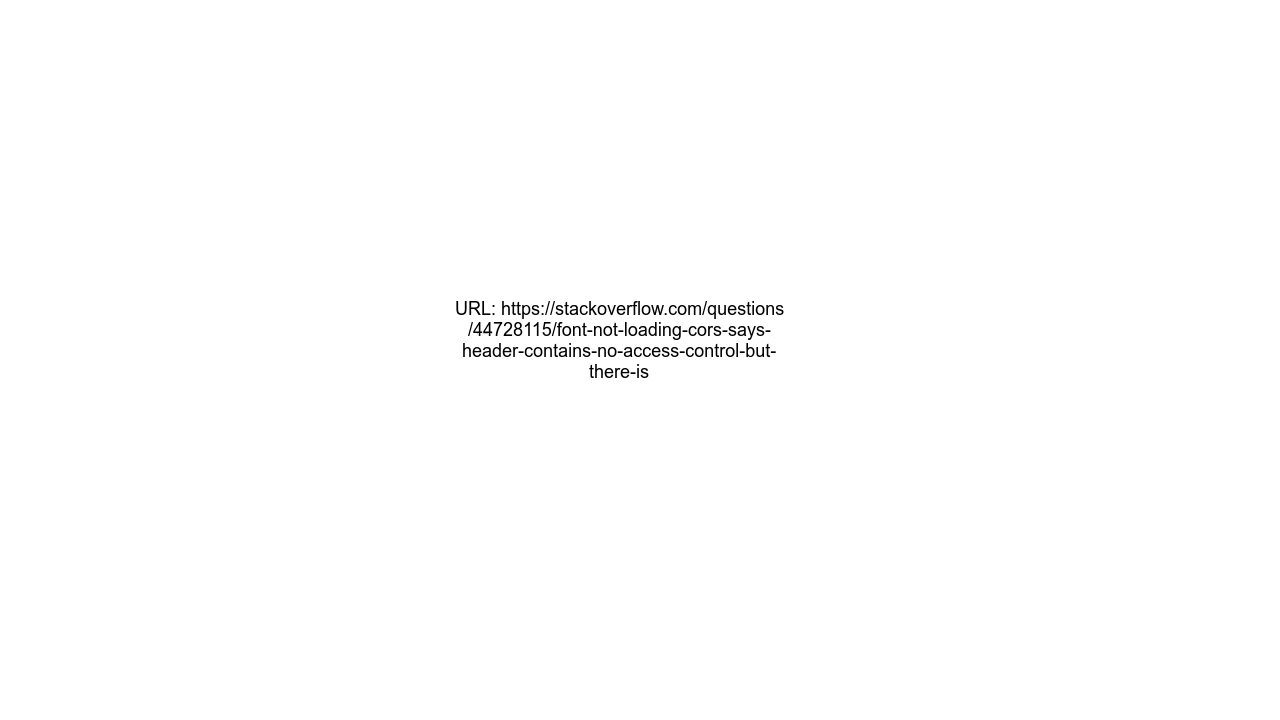 URL: https://stackoverflow.com/questions
/44728115/font-not-loading-cors-says-
header-contains-no-access-control-but-
there-is